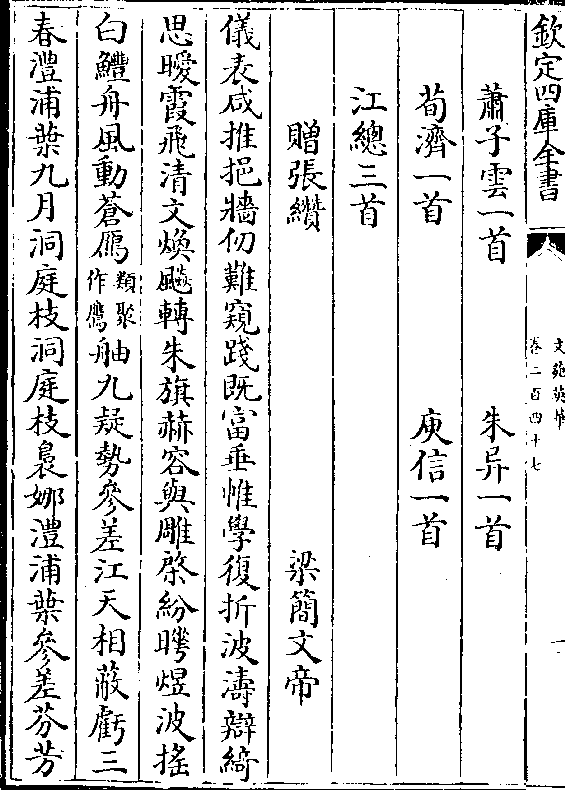 欽定四庫全書
文苑英華
卷二百四十七
一
蕭子雲一首 朱异一首
荀濟一首 庾信一首
江總三首
贈張纘 梁簡文帝
儀表咸推挹牆仞難窺踐既富垂帷學復折波濤辯綺
思曖霞飛清文煥飈轉朱旗赫容與雕棨紛聘煜波揺
白鱧舟風動蒼鴈類聚作鷹舳九疑勢參差江天相蔽虧三
春澧浦葉九月洞庭枝洞庭枝裊娜澧浦葉參差芬芳